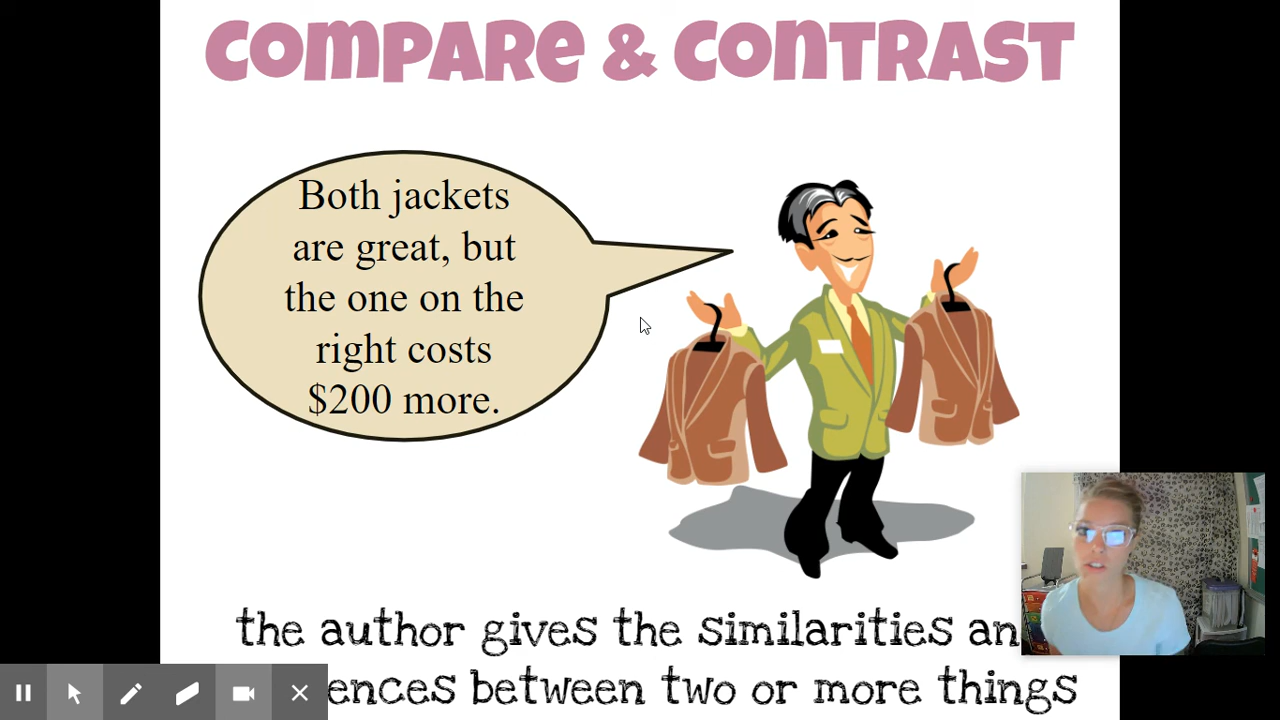 COMPARE & CONTRAST
Both jackets
are great, but
the one on the
right costs
$200 more.
the author gives the similarities an
ences between two or more things